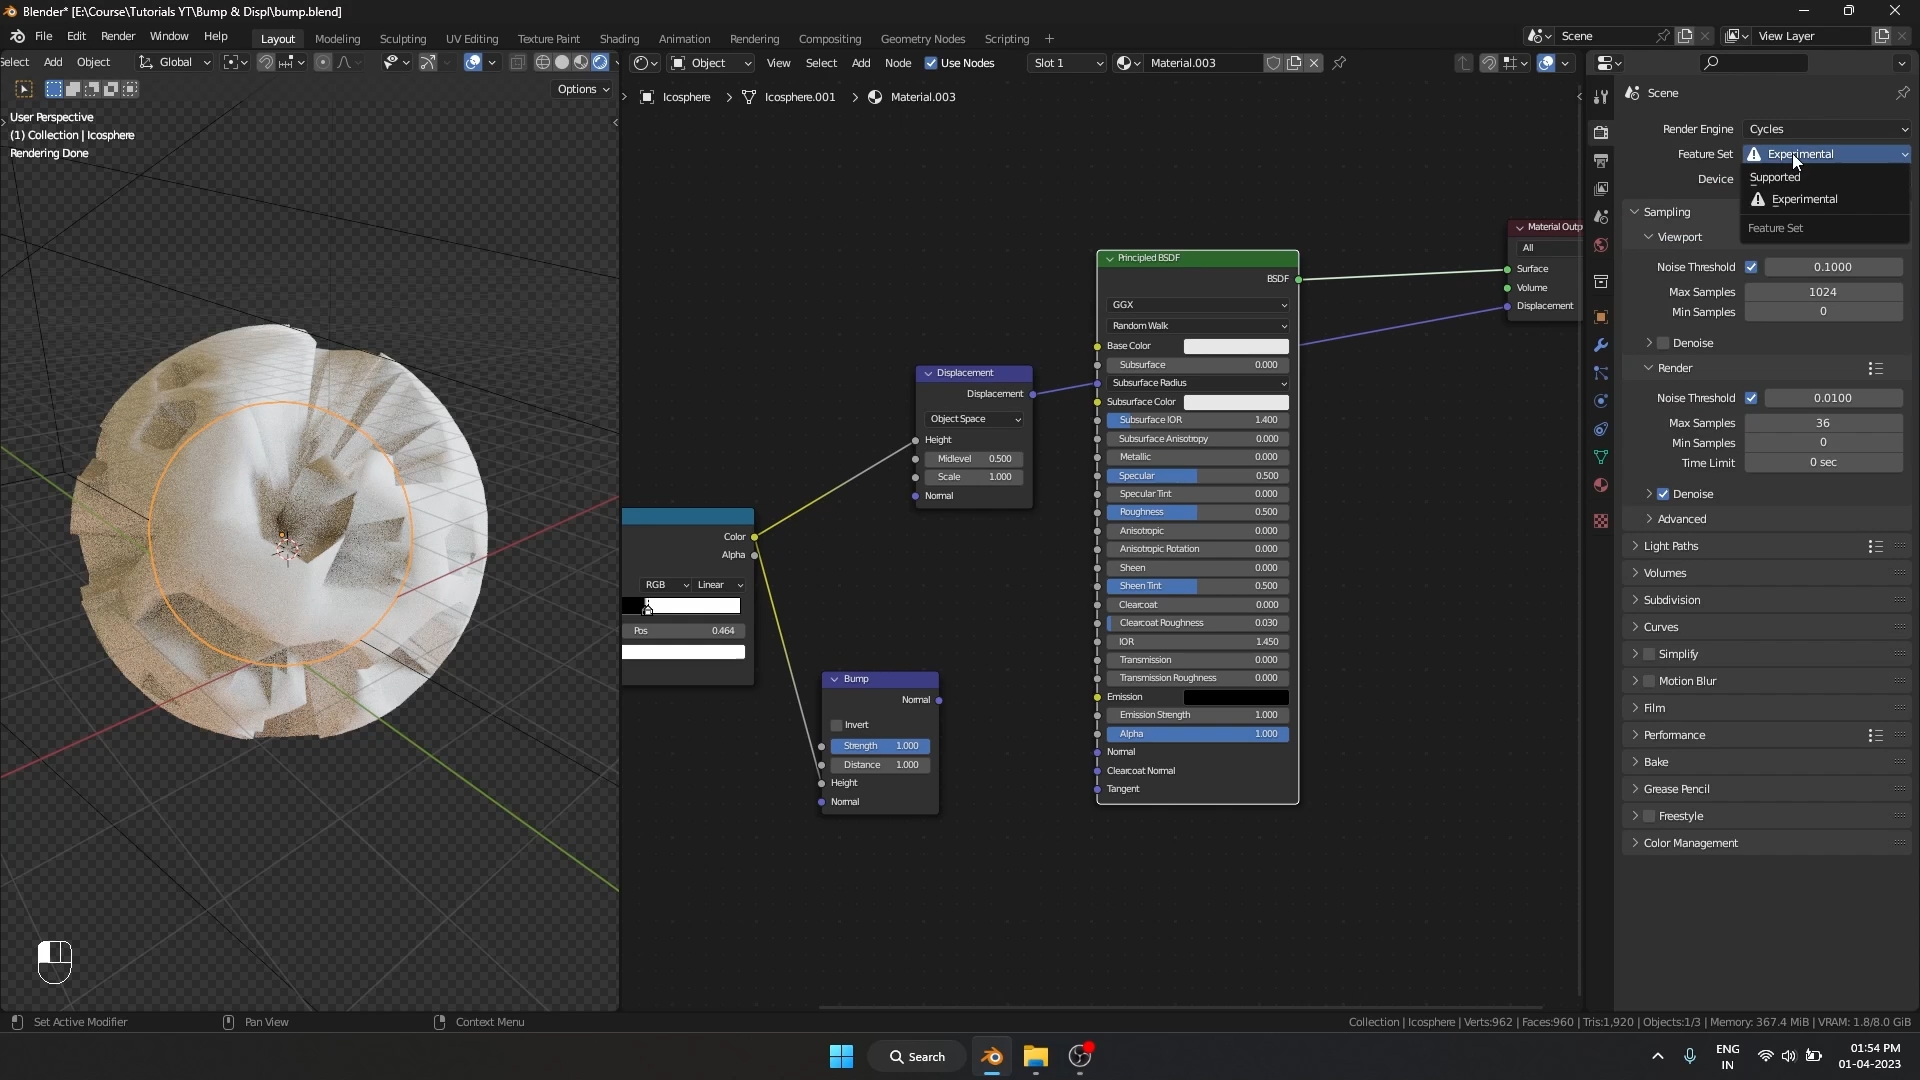 Blender* [E:\Course\Tutorials YT\Bump & Displ\bump.blend]
File Edit Render Window Help
Layout Modeling Sculpting UV Editing Texture Paint Shading Animation Rendering Compositing Geometry Nodes Scripting +
Scene
View Layer
Select Add Object
Global
Object
View Select Add Node
Use Nodes
Slot 1
Material.003
Options
Icosphere > Icosphere.001 > Material.003
User Perspective
(1) Collection | Icosphere
Rendering Done
Color
Alpha
RGB
Linear
Pos 0.464
Displacement
Displacement
Object Space
Height
Midlevel 0.500
Scale 1.000
Normal
Bump
Normal
Invert
Strength 1.000
Distance 1.000
Height
Normal
Principled BSDF
BSDF
GGX
Random Walk
Base Color
Subsurface 0.000
Subsurface Radius
Subsurface Color
Subsurface IOR 1.400
Subsurface Anisotropy 0.000
Metallic 0.000
Specular 0.500
Specular Tint 0.000
Roughness 0.500
Anisotropic 0.000
Anisotropic Rotation 0.000
Sheen 0.000
Sheen Tint 0.500
Clearcoat 0.000
Clearcoat Roughness 0.030
IOR 1.450
Transmission 0.000
Transmission Roughness 0.000
Emission
Emission Strength 1.000
Alpha 1.000
Normal
Clearcoat Normal
Tangent
Material Outp
All
Surface
Volume
Displacement
Scene
Render Engine Cycles
Feature Set Experimental
Device
Supported
Experimental
Feature Set
Sampling
Viewport
Noise Threshold 0.1000
Max Samples 1024
Min Samples 0
Denoise
Render
Noise Threshold 0.0100
Max Samples 36
Min Samples 0
Time Limit 0 sec
Denoise
Advanced
Light Paths
Volumes
Subdivision
Curves
Simplify
Motion Blur
Film
Performance
Bake
Grease Pencil
Freestyle
Color Management
Set Active Modifier
Pan View
Context Menu
Collection | Icosphere | Verts:962 | Faces:960 | Tris:1,920 | Objects:1/3 | Memory: 367.4 MiB | VRAM: 1.8/8.0 GiB
Search
ENG
IN
01:54 PM
01-04-2023